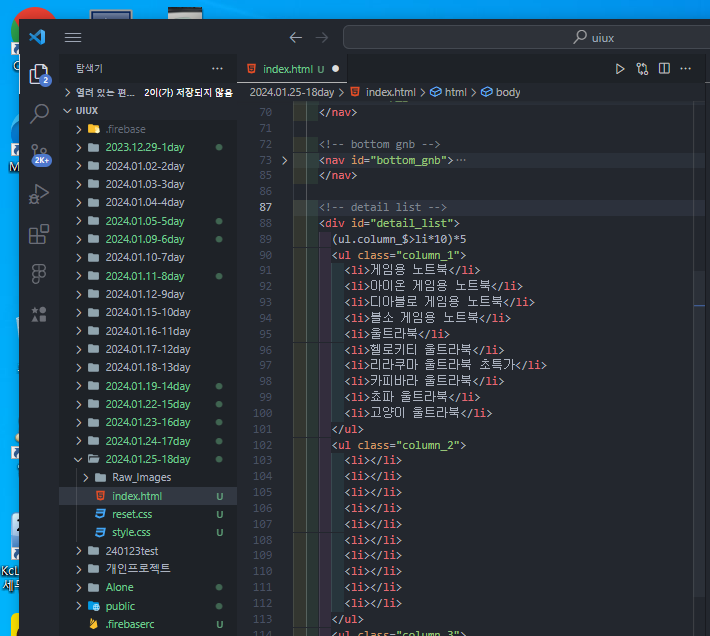 uiux
탐색기
index.html U
열려 있는 편... 2이(가) 저장되지 않음
2024.01.25-18day > index.html > html > body
UIUX
.firebase
2023.12.29-1day
2024.01.02-2day
2024.01.03-3day
2024.01.04-4day
2024.01.05-5day
2024.01.09-6day
2024.01.10-7day
2024.01.11-8day
2024.01.12-9day
2024.01.15-10day
2024.01.16-11day
2024.01.17-12day
2024.01.18-13day
2024.01.19-14day
2024.01.22-15day
2024.01.23-16day
2024.01.24-17day
2024.01.25-18day
Raw_Images
index.html U
reset.css U
style.css U
240123test
개인프로젝트
Alone
public
.firebaserc U
2
2K+
70 </nav>
71
72 <!-- bottom gnb -->
73 <nav id="bottom_gnb">…
85 </nav>
86
87 <!-- detail list -->
88 <div id="detail_list">
89 (ul.column_$>li*10)*5
90 <ul class="column_1">
91 <li>게임용 노트북</li>
92 <li>아이온 게임용 노트북</li>
93 <li>디아블로 게임용 노트북</li>
94 <li>블소 게임용 노트북</li>
95 <li>울트라북</li>
96 <li>헬로키티 울트라북</li>
97 <li>리라쿠마 울트라북 초특가</li>
98 <li>카피바라 울트라북</li>
99 <li>쵸파 울트라북</li>
100 <li>고양이 울트라북</li>
101 </ul>
102 <ul class="column_2">
103 <li></li>
104 <li></li>
105 <li></li>
106 <li></li>
107 <li></li>
108 <li></li>
109 <li></li>
110 <li></li>
111 <li></li>
112 <li></li>
113 </ul>
114 <ul class="column_3">